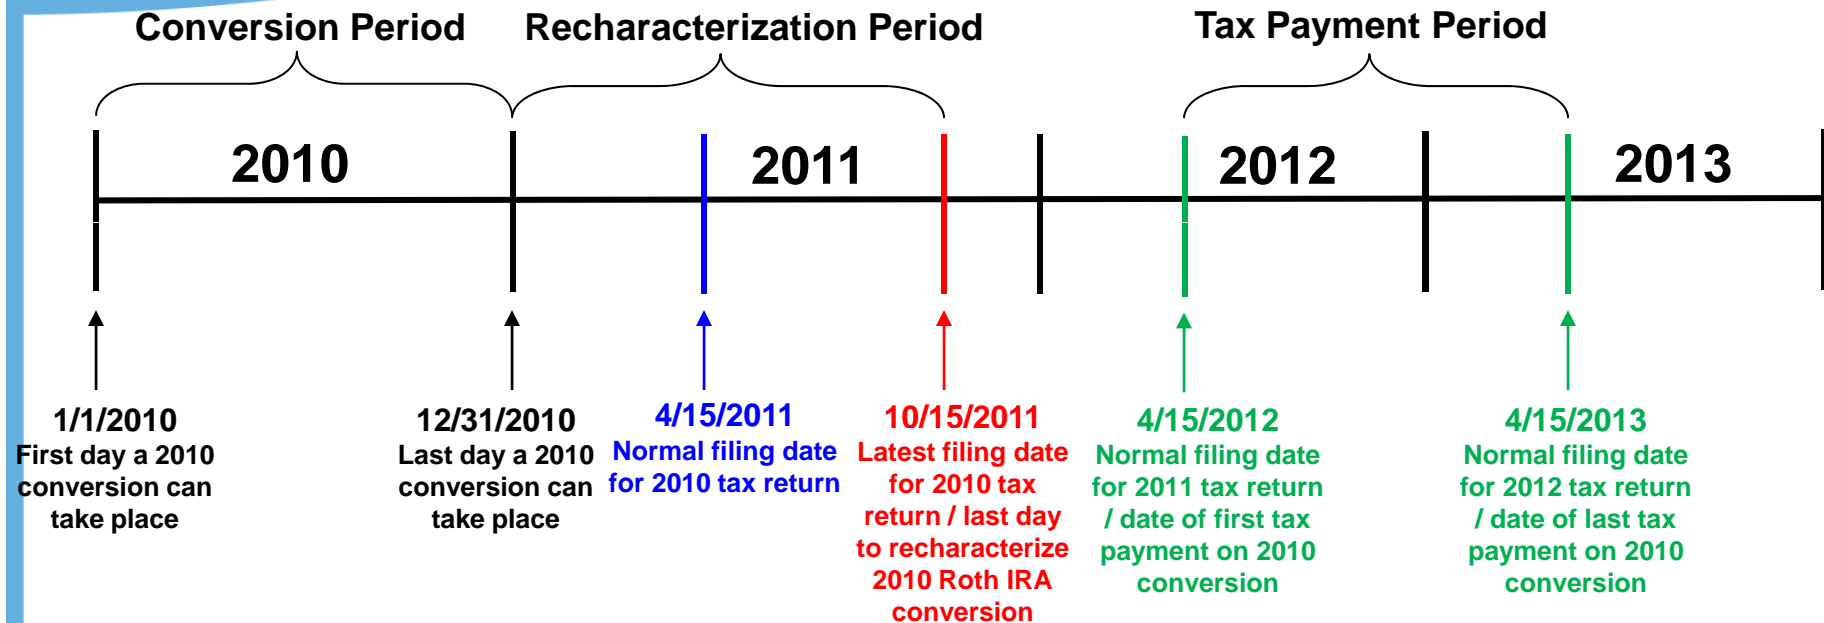 Conversion Period
Recharacterization Period
Tax Payment Period
2010
2011
2012
2013
1/1/2010
First day a 2010
conversion can
take place
12/31/2010
Last day a 2010
conversion can
take place
4/15/2011
Normal filing date
for 2010 tax return
10/15/2011
Latest filing date
for 2010 tax
return / last day
to recharacterize
2010 Roth IRA
conversion
4/15/2012
Normal filing date
for 2011 tax return
/ date of first tax
payment on 2010
conversion
4/15/2013
Normal filing date
for 2012 tax return
/ date of last tax
payment on 2010
conversion